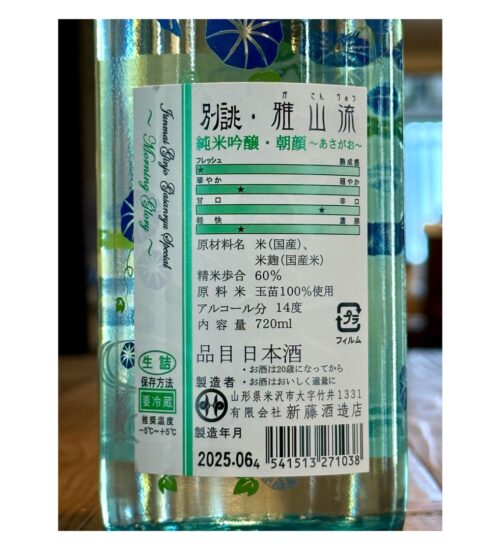 Junmai Ginjo Gasanryu Special
～ Morning Glory ～
が さん りゅう
別誂・雅山流
純米吟醸・朝顔～あさがお～
フレッシュ 熟成感
★
華やか 穏やか
★
甘口 辛口
★
軽快 濃醇
★
原材料名 米(国産)、
米麹(国産米)
精米歩合 60%
原料米 玉苗100%使用
アルコール分 14度
内容量 720ml
プラ
フィルム
品目 日本酒
・お酒は20歳になってから
・お酒はおいしく適量に
製造者
山形県米沢市大字竹井1331
有限会社 新藤酒造店
製造年月
2025.06
4 541513 271038
生詰
保存方法
要冷蔵
推奨温度
-5℃～+5℃